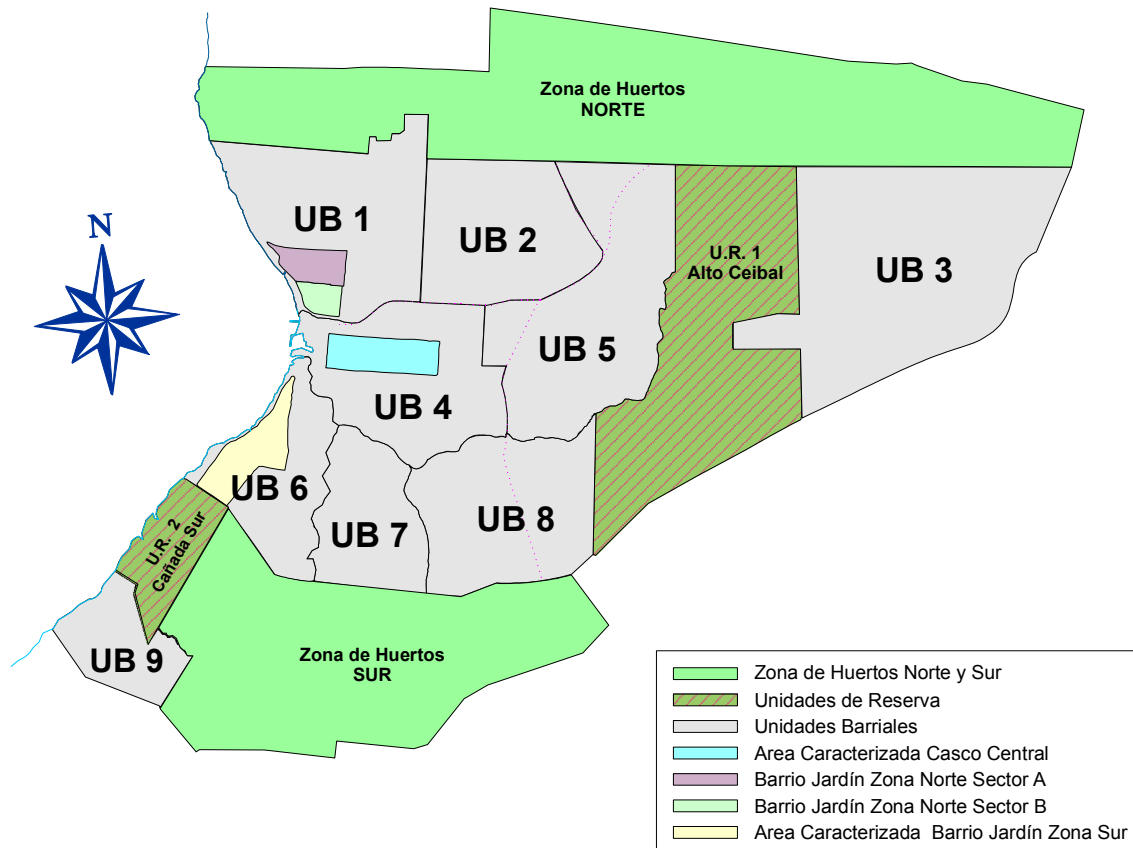 Zona de Huertos
NORTE
UB 1
N
UB 2
U.R. 1
Alto Ceibal
UB 3
UB 5
UB 4
UB 6
UB 7
UB 8
U.R. 2
Cañada Sur
UB 9
Zona de Huertos
SUR
Zona de Huertos Norte y Sur
Unidades de Reserva
Unidades Barriales
Area Caracterizada Casco Central
Barrio Jardín Zona Norte Sector A
Barrio Jardín Zona Norte Sector B
Area Caracterizada Barrio Jardín Zona Sur